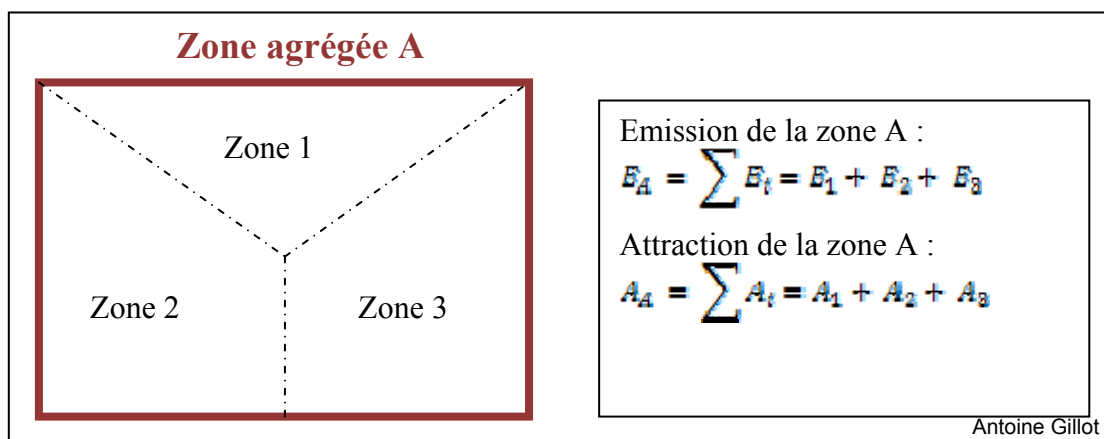 Zone agrégée A
Zone 1
Zone 2
Zone 3
Emission de la zone A :
E_A = ∑ E_i = E_1 + E_2 + E_3
Attraction de la zone A :
A_A = ∑ A_i = A_1 + A_2 + A_3
Antoine Gillot